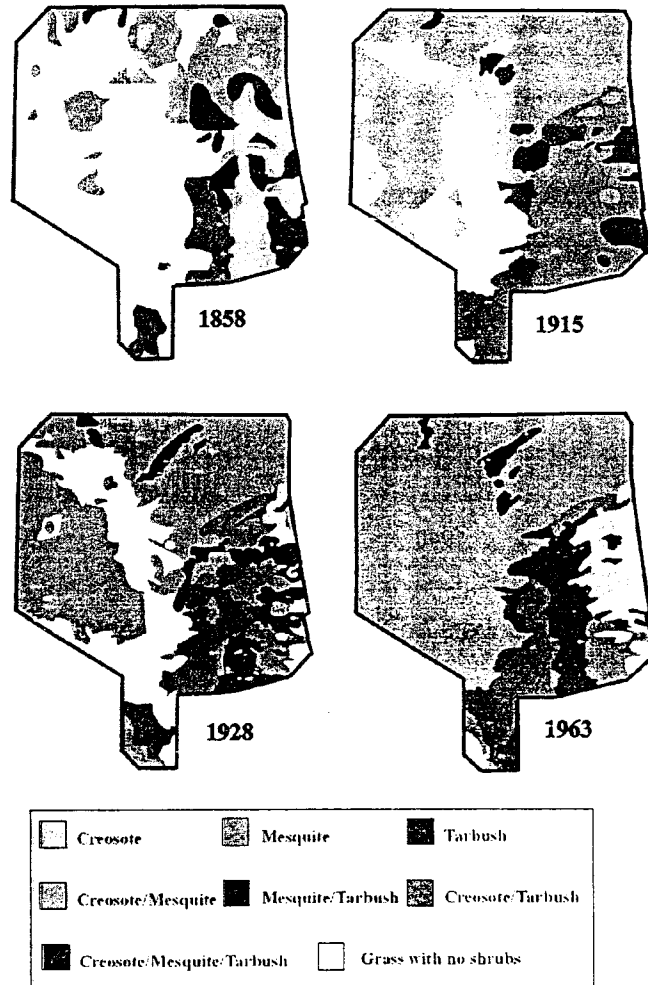 1858
1915
1928
1963
Creosote
Mesquite
Tarbush
Creosote/Mesquite
Mesquite/Tarbush
Creosote/Tarbush
Creosote/Mesquite/Tarbush
Grass with no shrubs